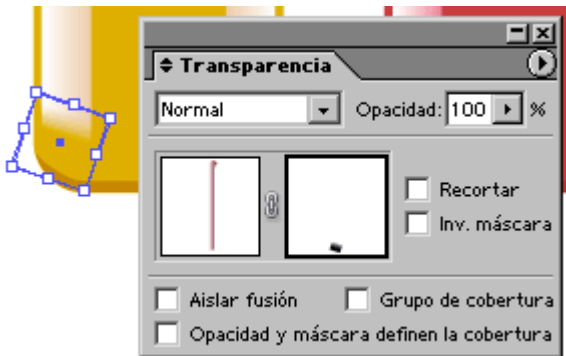 Transparencia
Normal Opacidad: 100 %
Recortar
Inv. máscara
Aislar fusión Grupo de cobertura
Opacidad y máscara definen la cobertura